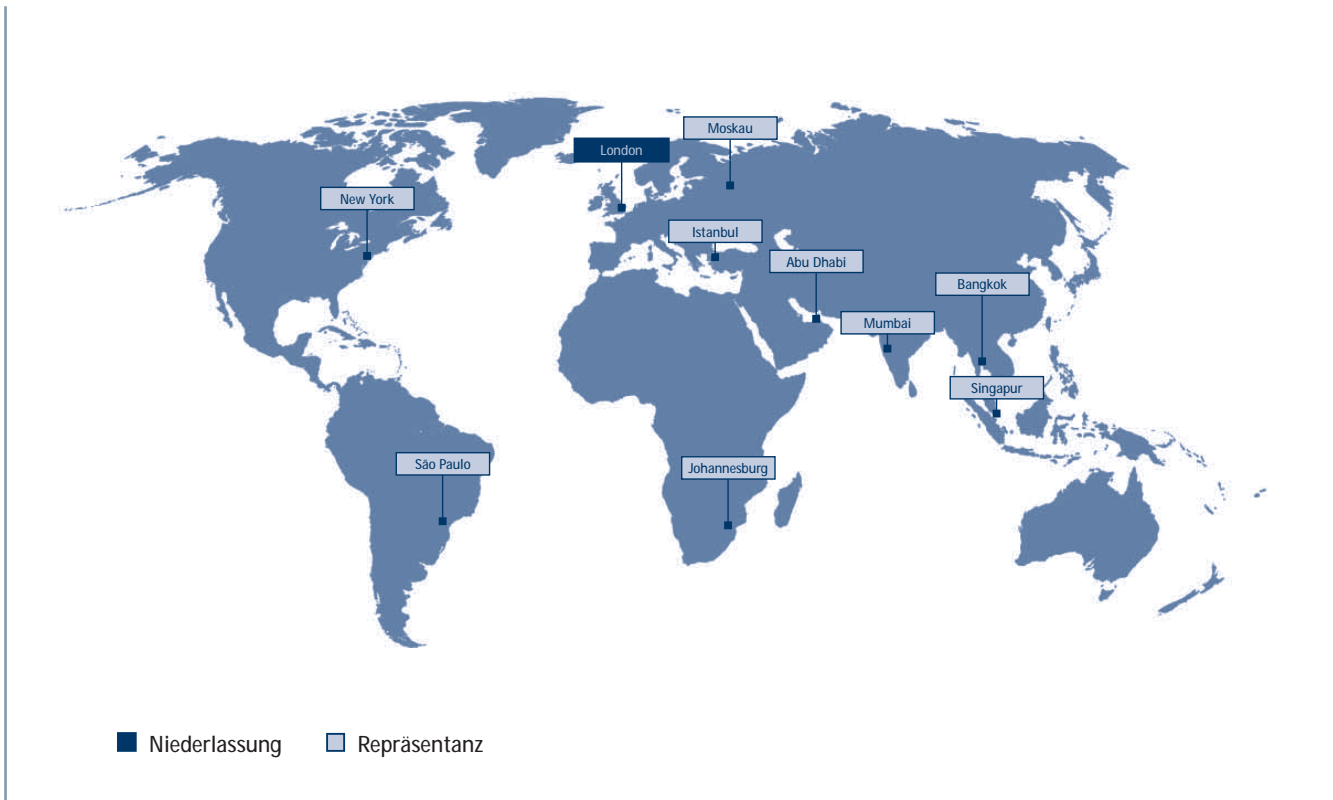 Moskau
London
New York
Istanbul
Abu Dhabi
Bangkok
Mumbai
Singapur
São Paulo
Johannesburg
Niederlassung
Repräsentanz